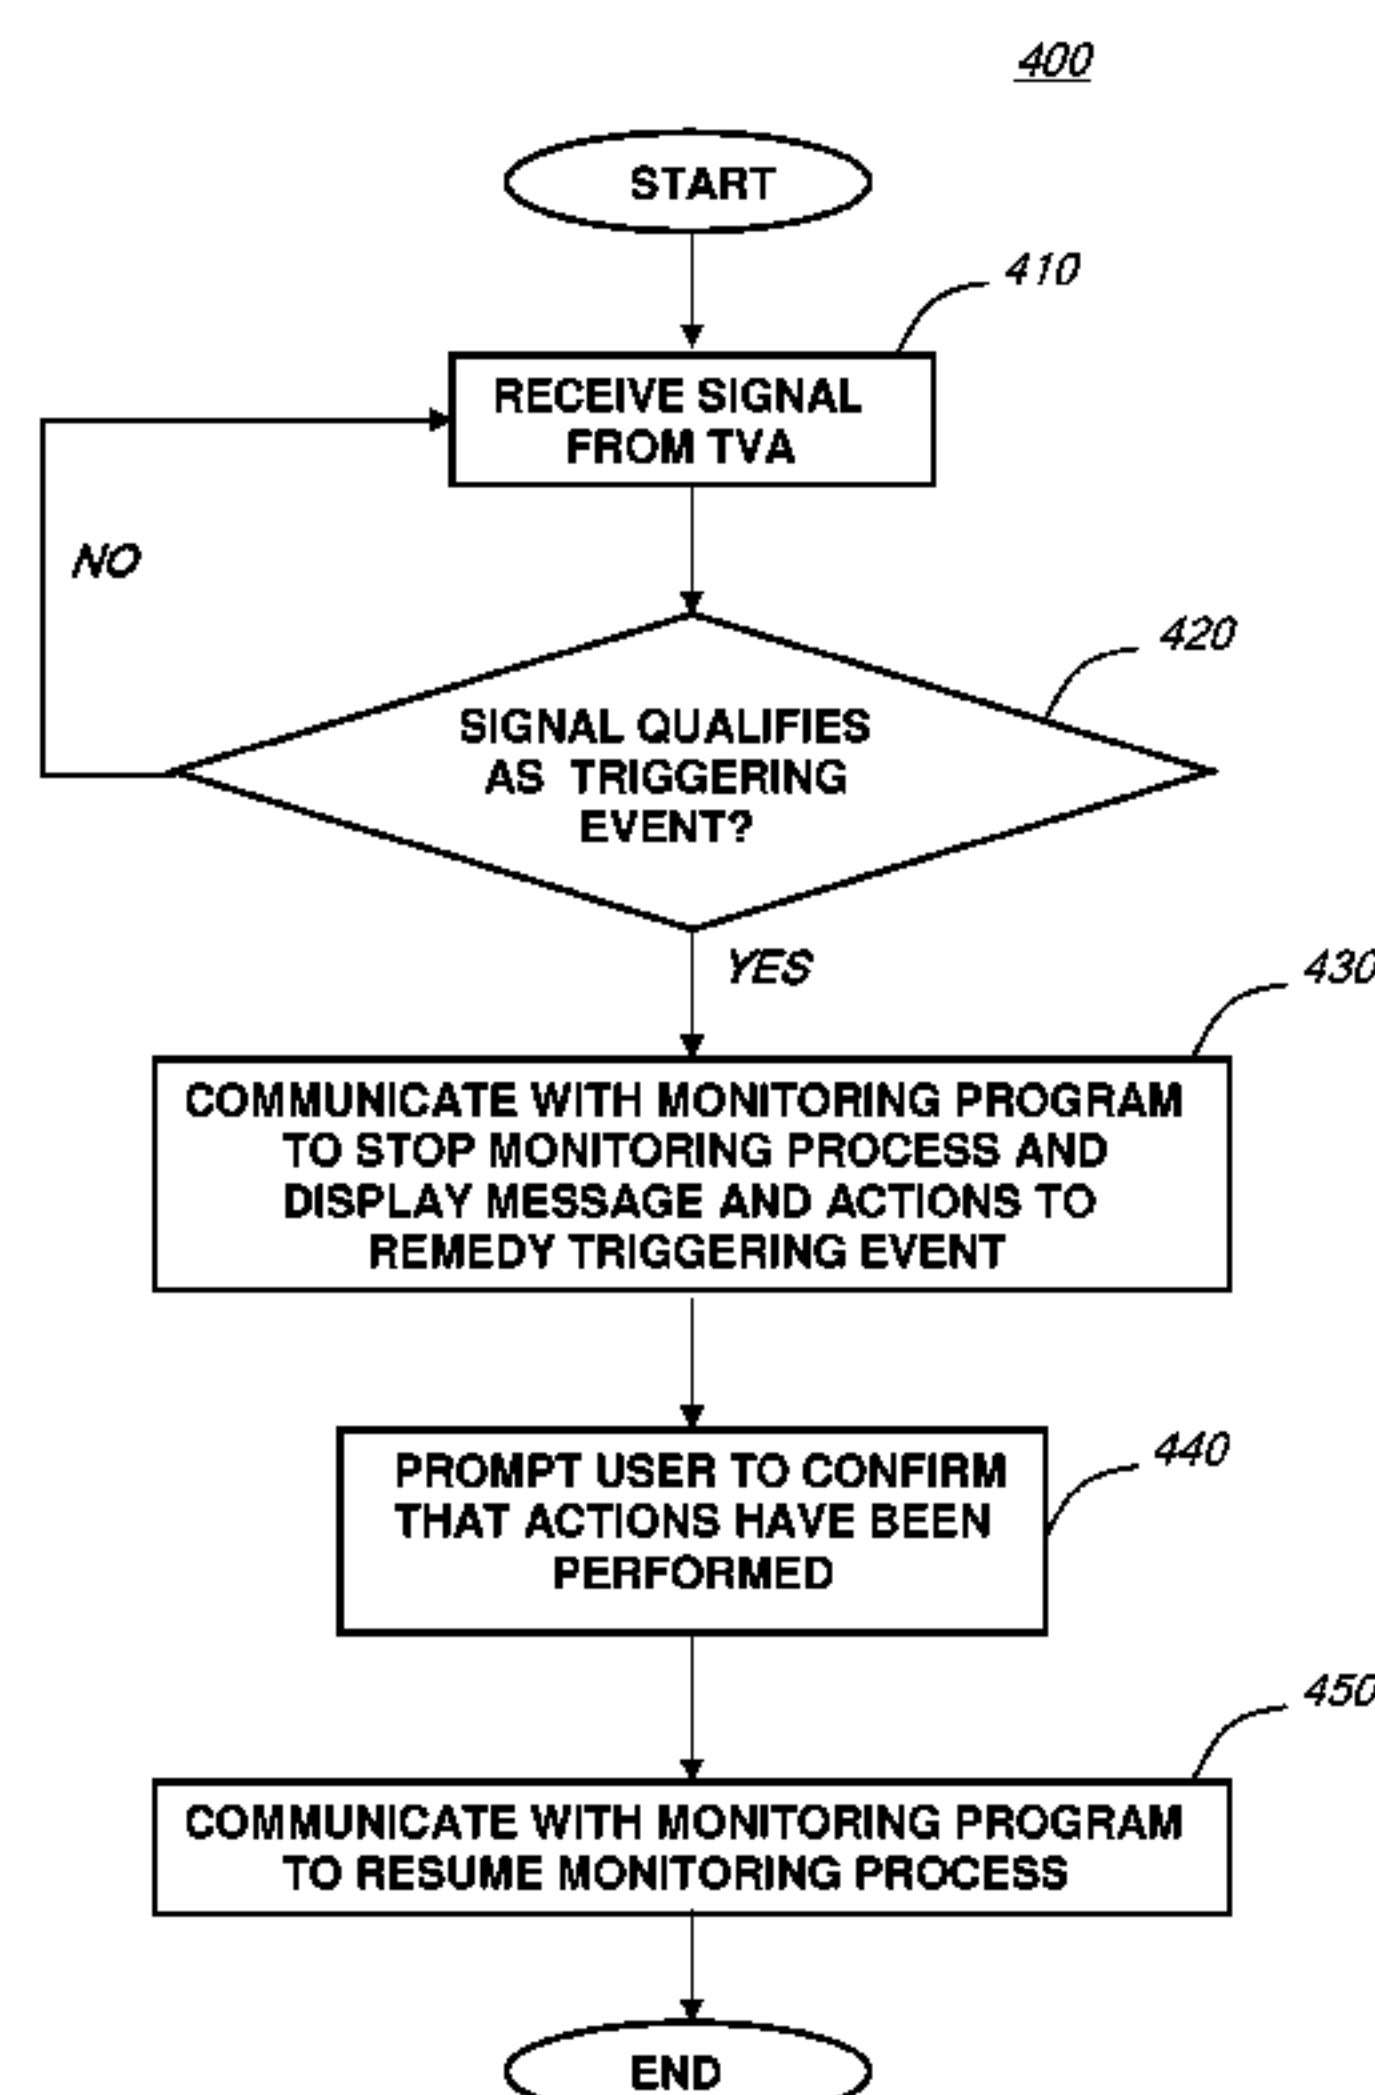 400
START
410
RECEIVE SIGNAL
FROM TVA
NO
420
SIGNAL QUALIFIES
AS TRIGGERING
EVENT?
YES
430
COMMUNICATE WITH MONITORING PROGRAM
TO STOP MONITORING PROCESS AND
DISPLAY MESSAGE AND ACTIONS TO
REMEDY TRIGGERING EVENT
440
PROMPT USER TO CONFIRM
THAT ACTIONS HAVE BEEN
PERFORMED
450
COMMUNICATE WITH MONITORING PROGRAM
TO RESUME MONITORING PROCESS
END